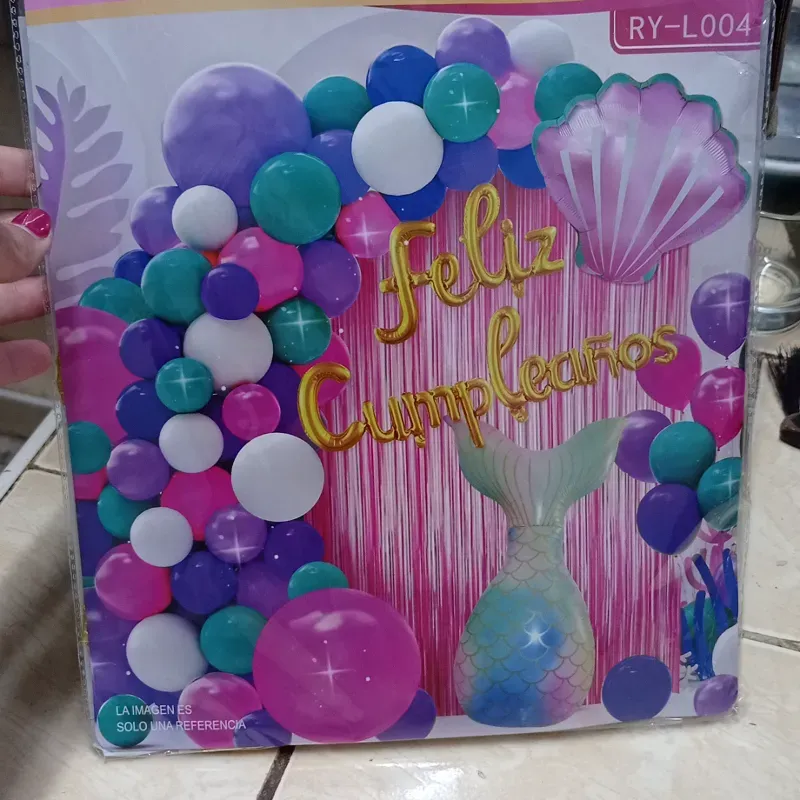 RY-L004
feliz
Cumpleaños
LA IMAGEN ES
SOLO UNA REFERENCIA